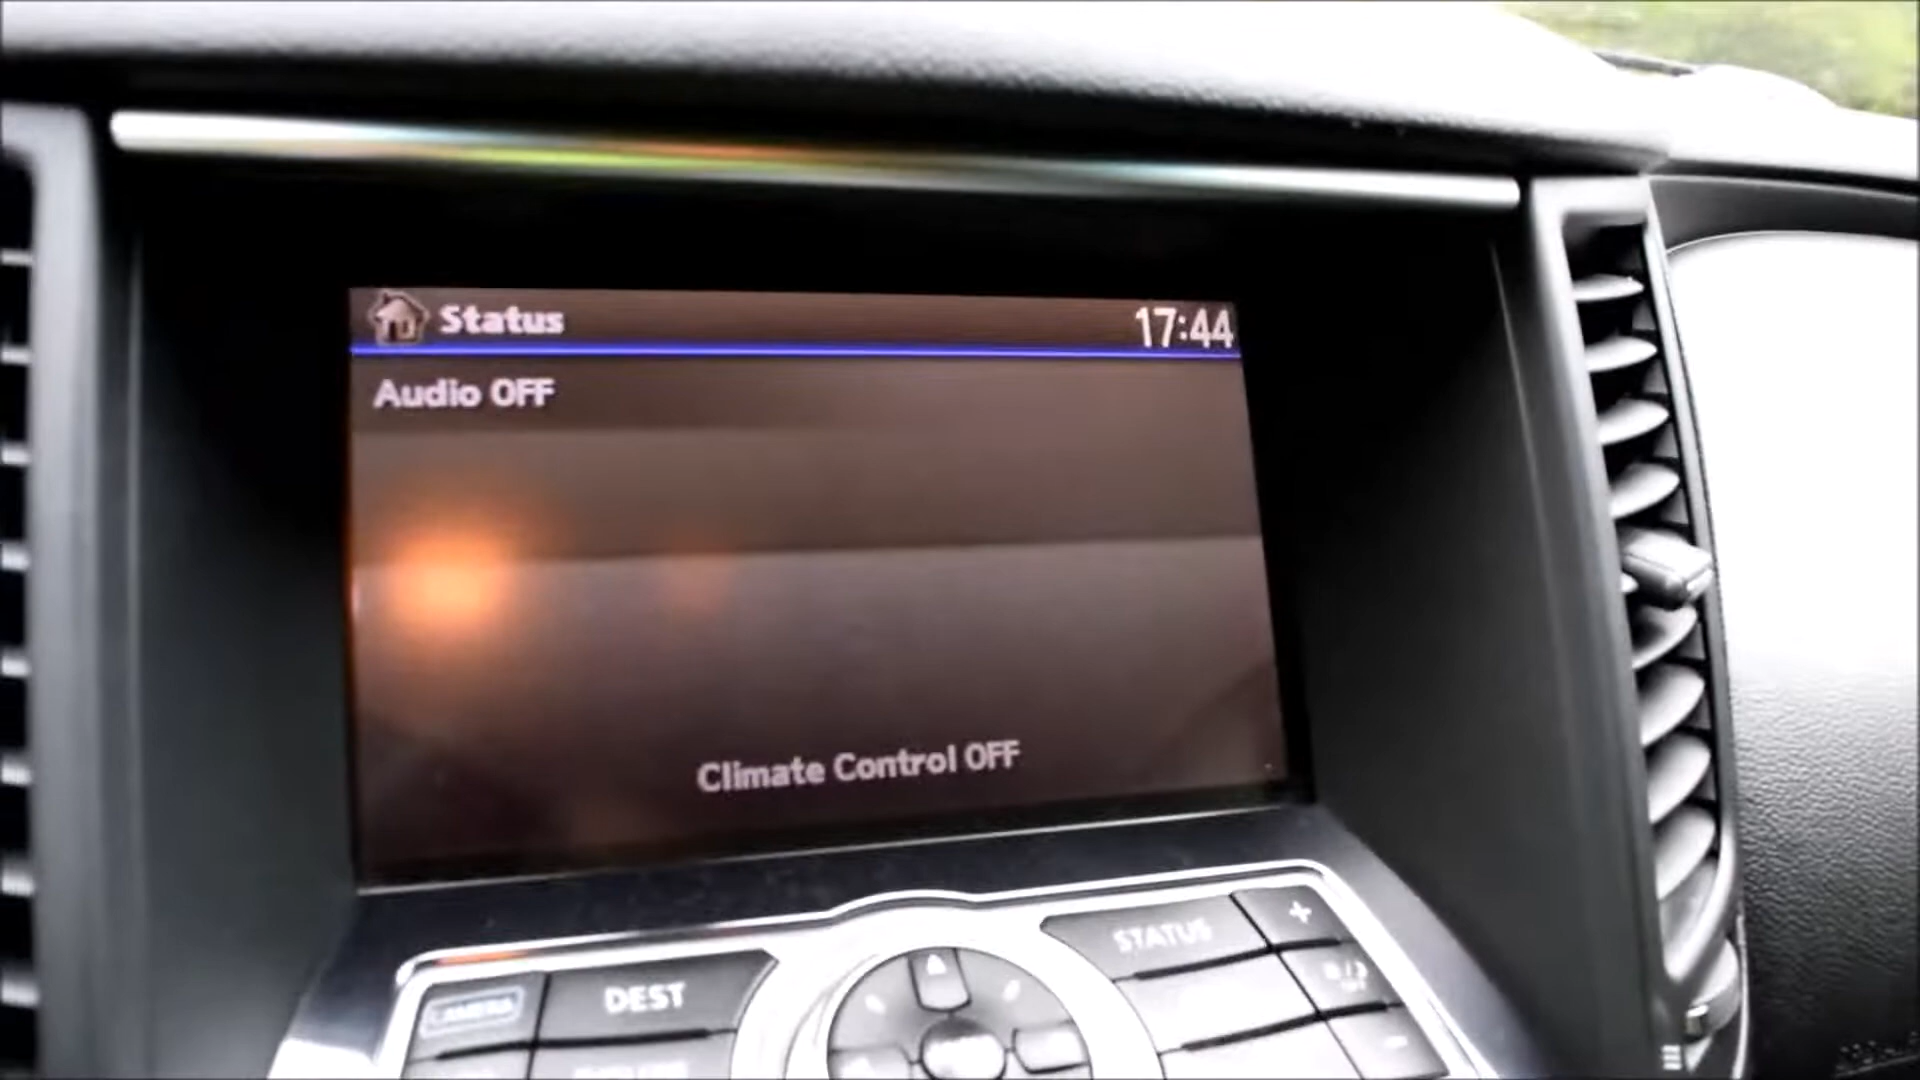 Status
17:44
Audio OFF
Climate Control OFF
STATUS
+
CAMERA
DEST
-